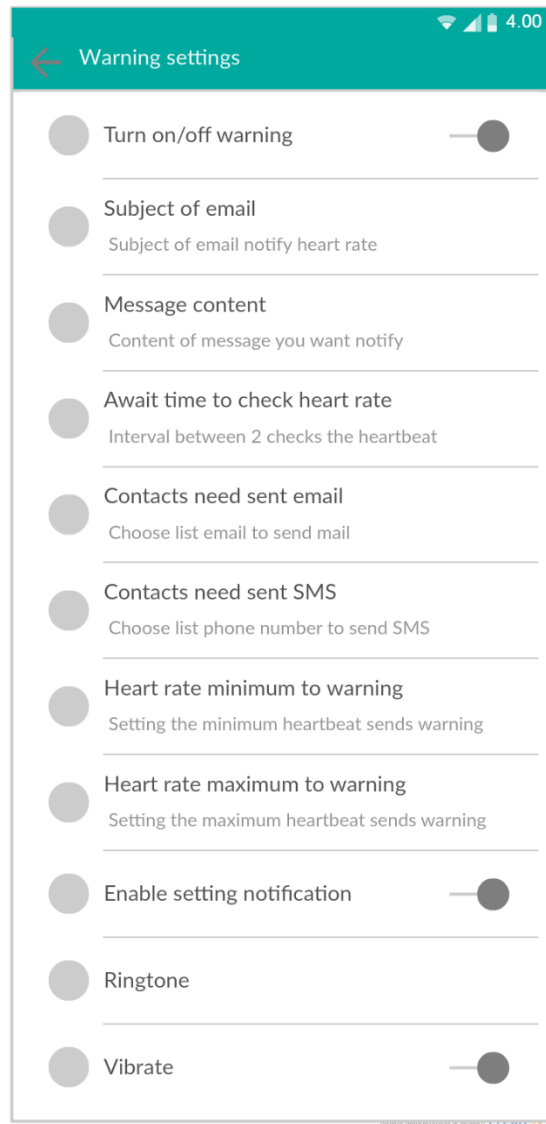 4.00
Warning settings
Turn on/off warning
Subject of email
Subject of email notify heart rate
Message content
Content of message you want notify
Await time to check heart rate
Interval between 2 checks the heartbeat
Contacts need sent email
Choose list email to send mail
Contacts need sent SMS
Choose list phone number to send SMS
Heart rate minimum to warning
Setting the minimum heartbeat sends warning
Heart rate maximum to warning
Setting the maximum heartbeat sends warning
Enable setting notification
Ringtone
Vibrate